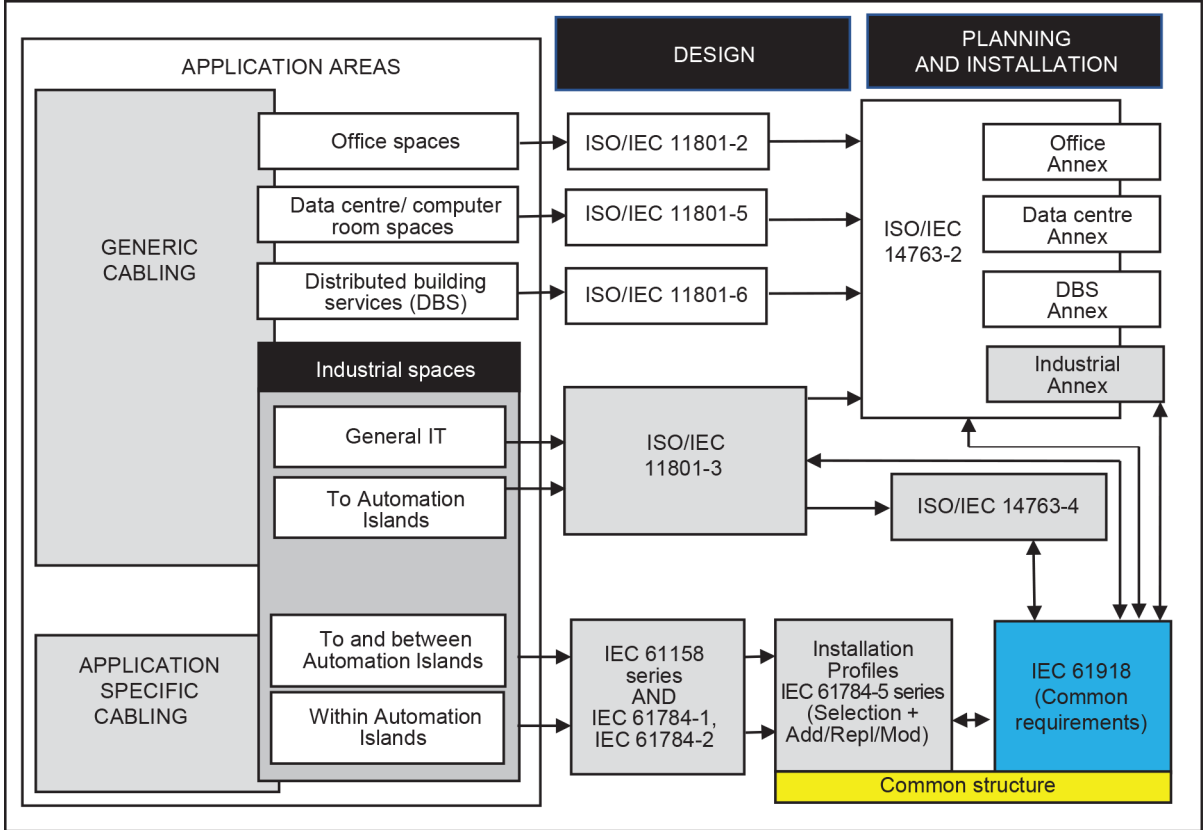 APPLICATION AREAS
DESIGN
PLANNING
AND INSTALLATION
GENERIC
CABLING
Office spaces
ISO/IEC 11801-2
Data centre/ computer
room spaces
ISO/IEC 11801-5
Distributed building
services (DBS)
ISO/IEC 11801-6
ISO/IEC
14763-2
Office
Annex
Data centre
Annex
DBS
Annex
Industrial
Annex
Industrial spaces
General IT
To Automation
Islands
ISO/IEC
11801-3
ISO/IEC 14763-4
APPLICATION
SPECIFIC
CABLING
To and between
Automation Islands
Within Automation
Islands
IEC 61158
series
AND
IEC 61784-1,
IEC 61784-2
Installation
Profiles
IEC 61784-5 series
(Selection +
Add/Repl/Mod)
IEC 61918
(Common
requirements)
Common structure